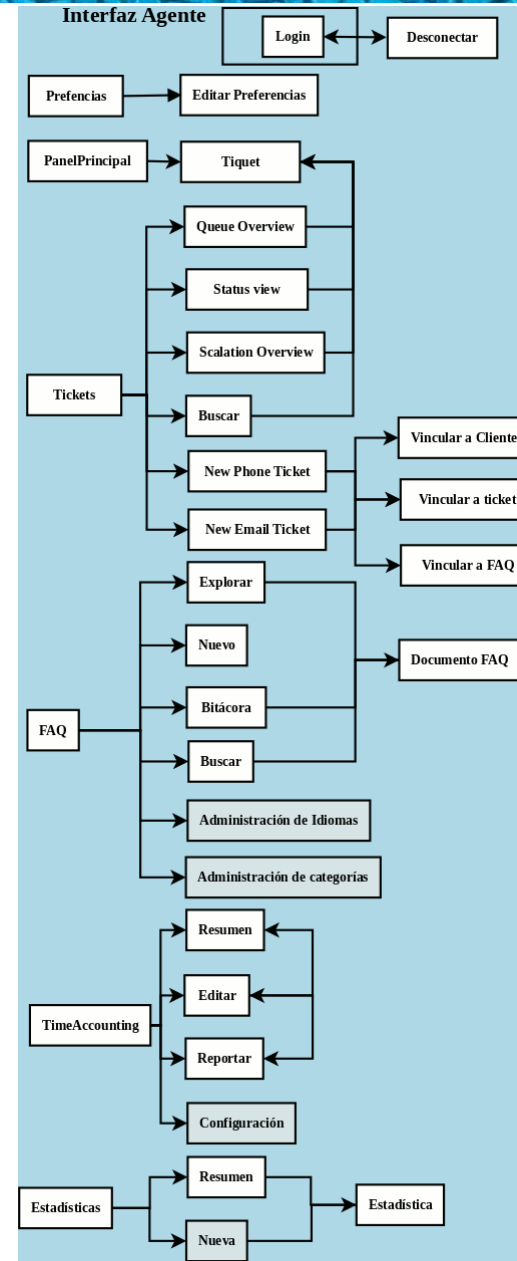 Interfaz Agente
Login
Desconectar
Prefencias
Editar Preferencias
PanelPrincipal
Tiquet
Queue Overview
Status view
Scalation Overview
Tickets
Buscar
Vincular a Cliente
New Phone Ticket
Vincular a ticket
New Email Ticket
Vincular a FAQ
Explorar
Nuevo
Documento FAQ
Bitácora
FAQ
Buscar
Administración de Idiomas
Administración de categorías
Resumen
Editar
TimeAccounting
Reportar
Configuración
Resumen
Estadísticas
Estadística
Nueva